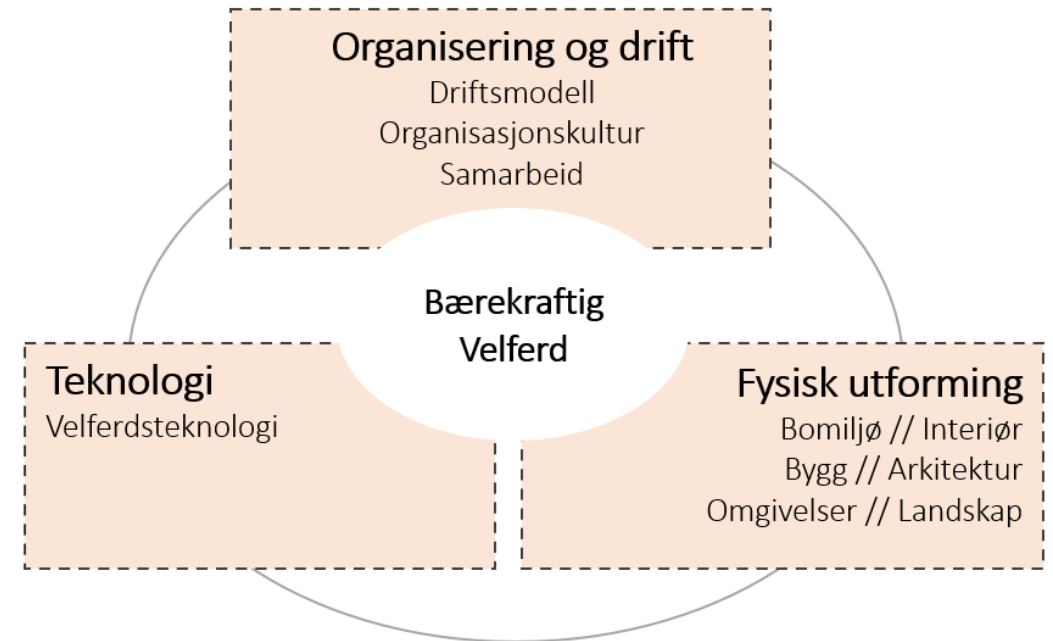 Organisering og drift
Driftsmodell
Organisasjonskultur
Samarbeid
Bærekraftig
Velferd
Teknologi
Velferdsteknologi
Fysisk utforming
Bomiljø // Interiør
Bygg // Arkitektur
Omgivelser // Landskap